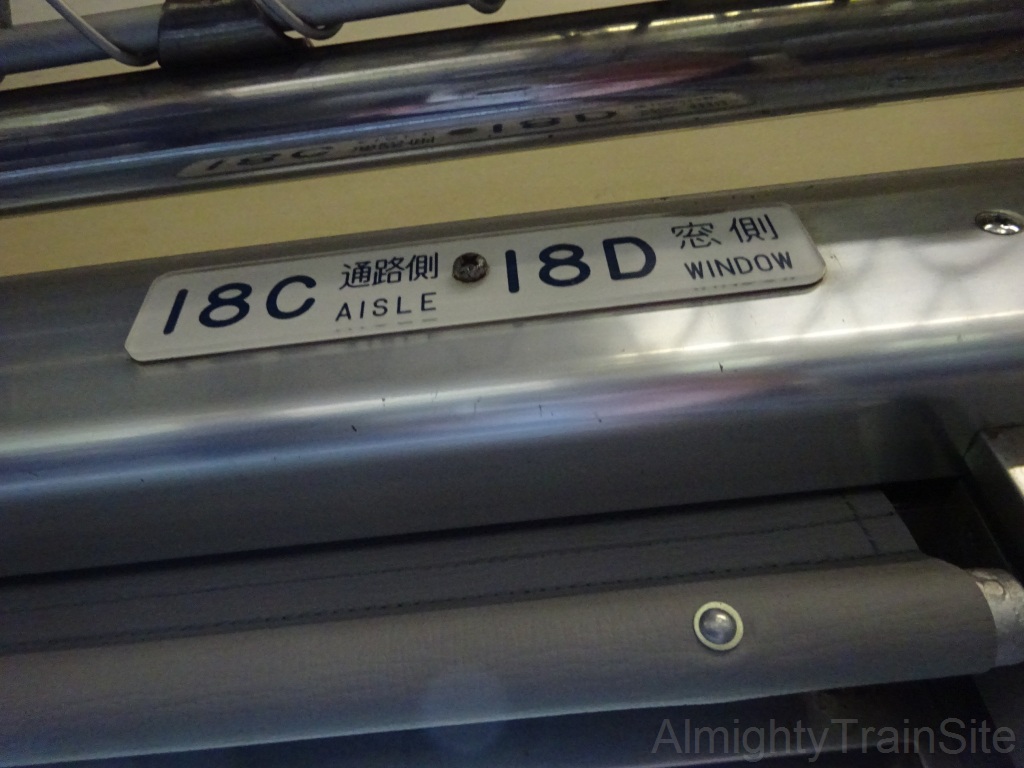 18C 通路側 AISLE
18D 窓側 WINDOW
AlmightyTrainSite